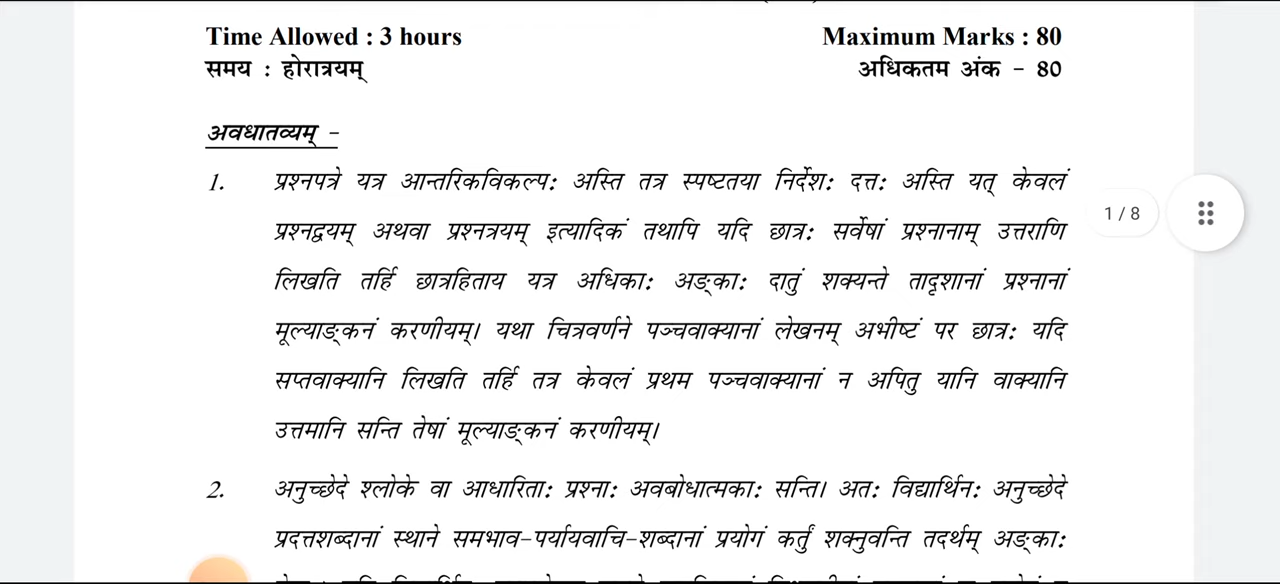 Time Allowed : 3 hours Maximum Marks : 80
समय : होरात्रयम् अधिकतम अंक - 80
अवधातव्यम् -
1. प्रश्नपत्रे यत्र आन्तरिकविकल्पः अस्ति तत्र स्पष्टतया निर्देशः दत्तः अस्ति यत् केवलं
प्रश्नद्वयम् अथवा प्रश्नत्रयम् इत्यादिकं तथापि यदि छात्रः सर्वेषां प्रश्नानाम् उत्तराणि
लिखति तर्हि छात्रहिताय यत्र अधिकाः अङ्काः दातुं शक्यन्ते तादृशानां प्रश्नानां
मूल्याङ्कनं करणीयम्। यथा चित्रवर्णने पञ्चवाक्यानां लेखनम् अभीष्टं पर छात्रः यदि
सप्तवाक्यानि लिखति तर्हि तत्र केवलं प्रथम पञ्चवाक्यानां न अपितु यानि वाक्यानि
उत्तमानि सन्ति तेषां मूल्याङ्कनं करणीयम्।
2. अनुच्छेदे श्लोके वा आधारिताः प्रश्नाः अवबोधात्मकाः सन्ति। अतः विद्यार्थिनः अनुच्छेदे
प्रदत्तशब्दानां स्थाने समभाव-पर्यायवाचि-शब्दानां प्रयोगं कर्तुं शक्नुवन्ति तदर्थम् अङ्काः
1 / 8